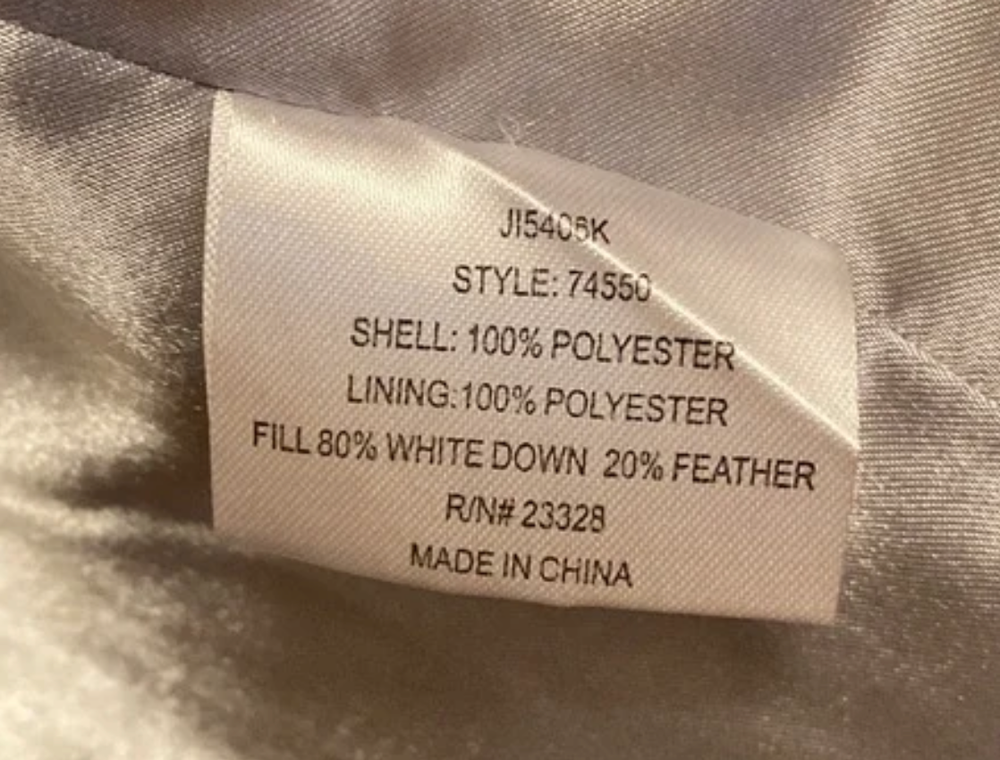 JI5406K
STYLE: 74550
SHELL: 100% POLYESTER
LINING:100% POLYESTER
FILL 80% WHITE DOWN 20% FEATHER
R/N# 23328
MADE IN CHINA